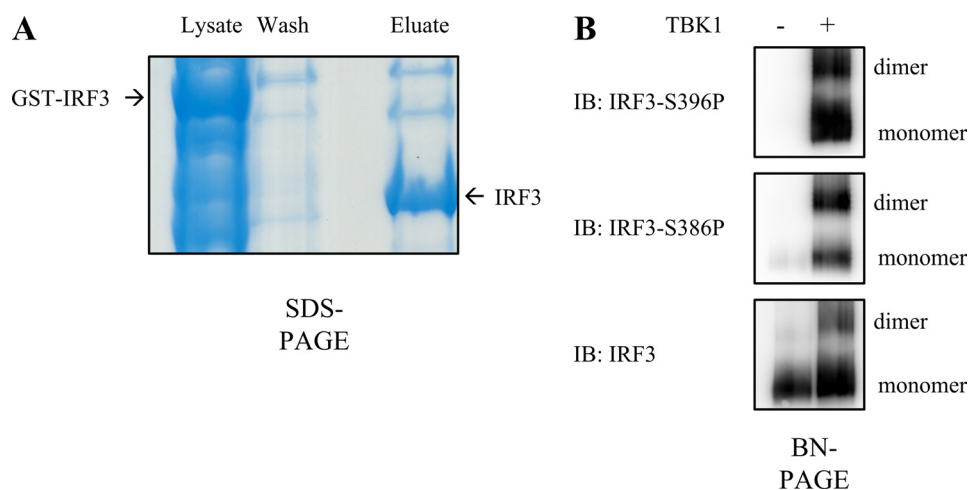 A
Lysate Wash Eluate
GST-IRF3 →
← IRF3
SDS-
PAGE
B
TBK1 - +
IB: IRF3-S396P
dimer
monomer
IB: IRF3-S386P
dimer
monomer
IB: IRF3
dimer
monomer
BN-
PAGE